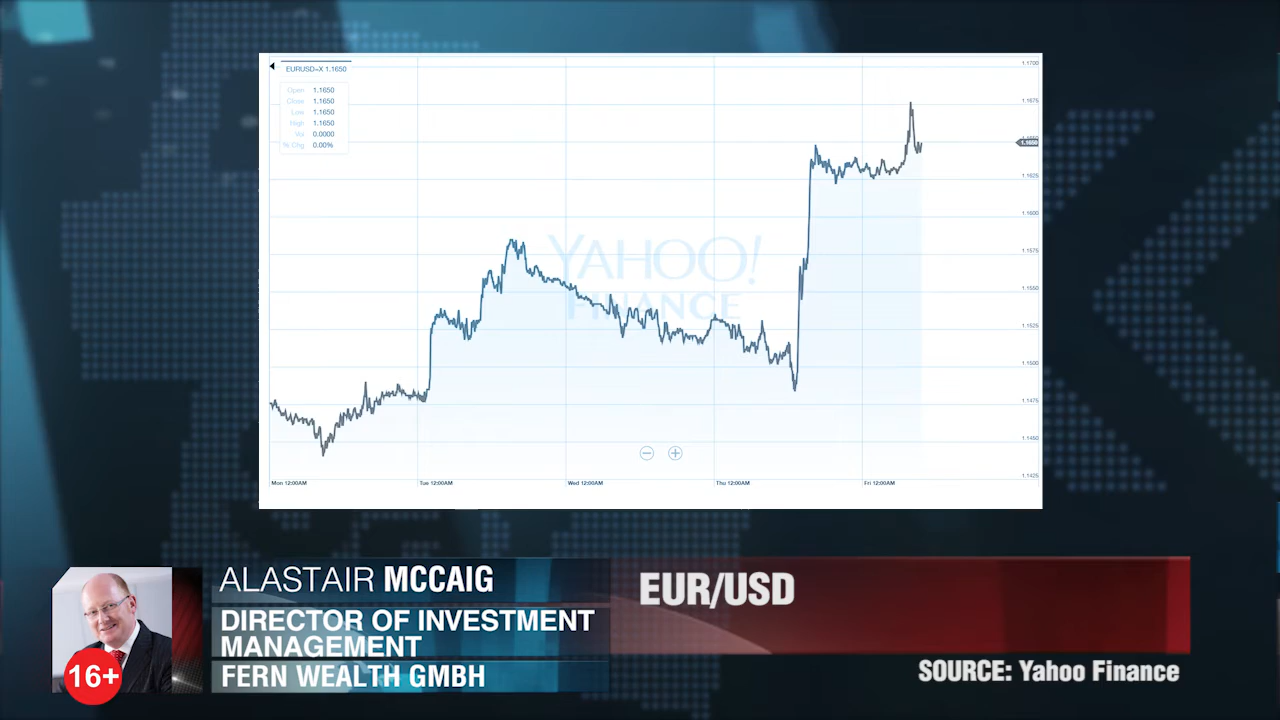 EURUSD=X 1.1650
Open 1.1650
Close 1.1650
Low 1.1650
High 1.1650
Vol 0.0000
% Chg 0.00%
1.1700
1.1675
1.1650
1.1625
1.1600
1.1575
1.1550
1.1525
1.1500
1.1475
1.1450
1.1425
YAHOO!
FINANCE
Mon 12:00AM
Tue 12:00AM
Wed 12:00AM
Thu 12:00AM
Fri 12:00AM
ALASTAIR MCCAIG
DIRECTOR OF INVESTMENT
MANAGEMENT
FERN WEALTH GMBH
16+
EUR/USD
SOURCE: Yahoo Finance